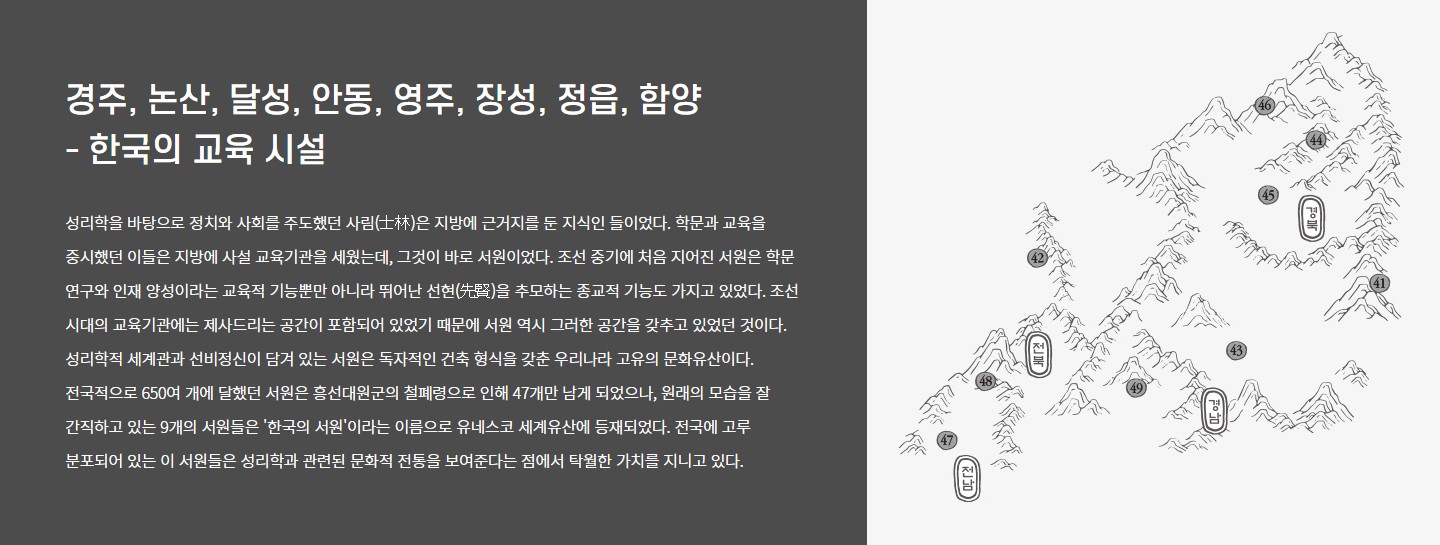 경주, 논산, 달성, 안동, 영주, 장성, 정읍, 함양
- 한국의 교육 시설
성리학을 바탕으로 정치와 사회를 주도했던 사림(士林)은 지방에 근거지를 둔 지식인 들이었다. 학문과 교육을
중시했던 이들은 지방에 사설 교육기관을 세웠는데, 그것이 바로 서원이었다. 조선 중기에 처음 지어진 서원은 학문
연구와 인재 양성이라는 교육적 기능뿐만 아니라 뛰어난 선현(先賢)을 추모하는 종교적 기능도 가지고 있었다. 조선
시대의 교육기관에는 제사드리는 공간이 포함되어 있었기 때문에 서원 역시 그러한 공간을 갖추고 있었던 것이다.
성리학적 세계관과 선비정신이 담겨 있는 서원은 독자적인 건축 형식을 갖춘 우리나라 고유의 문화유산이다.
전국적으로 650여 개에 달했던 서원은 흥선대원군의 철폐령으로 인해 47개만 남게 되었으나, 원래의 모습을 잘
간직하고 있는 9개의 서원들은 '한국의 서원'이라는 이름으로 유네스코 세계유산에 등재되었다. 전국에 고루
분포되어 있는 이 서원들은 성리학과 관련된 문화적 전통을 보여준다는 점에서 탁월한 가치를 지니고 있다.
46
44
45
경북
42
41
43
전북
48
49
경남
47
전남